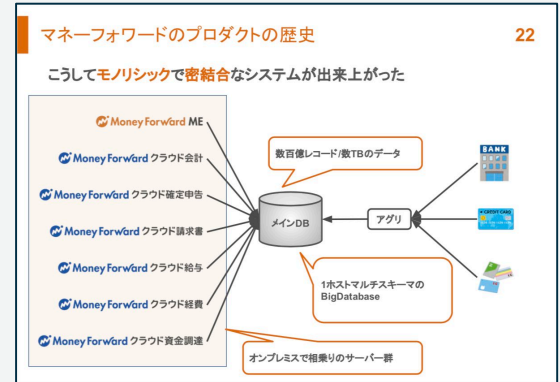 マネーフォワードのプロダクトの歴史
22
こうしてモノリシックで密結合なシステムが出来上がった
Money Forward ME
Money Forward クラウド会計
Money Forward クラウド確定申告
Money Forward クラウド請求書
Money Forward クラウド給与
Money Forward クラウド経費
Money Forward クラウド資金調達
数百億レコード/数TBのデータ
メインDB
アグリ
BANK
CREDIT CARD
1ホストマルチスキーマの
BigDatabase
オンプレミスで相乗りのサーバー群